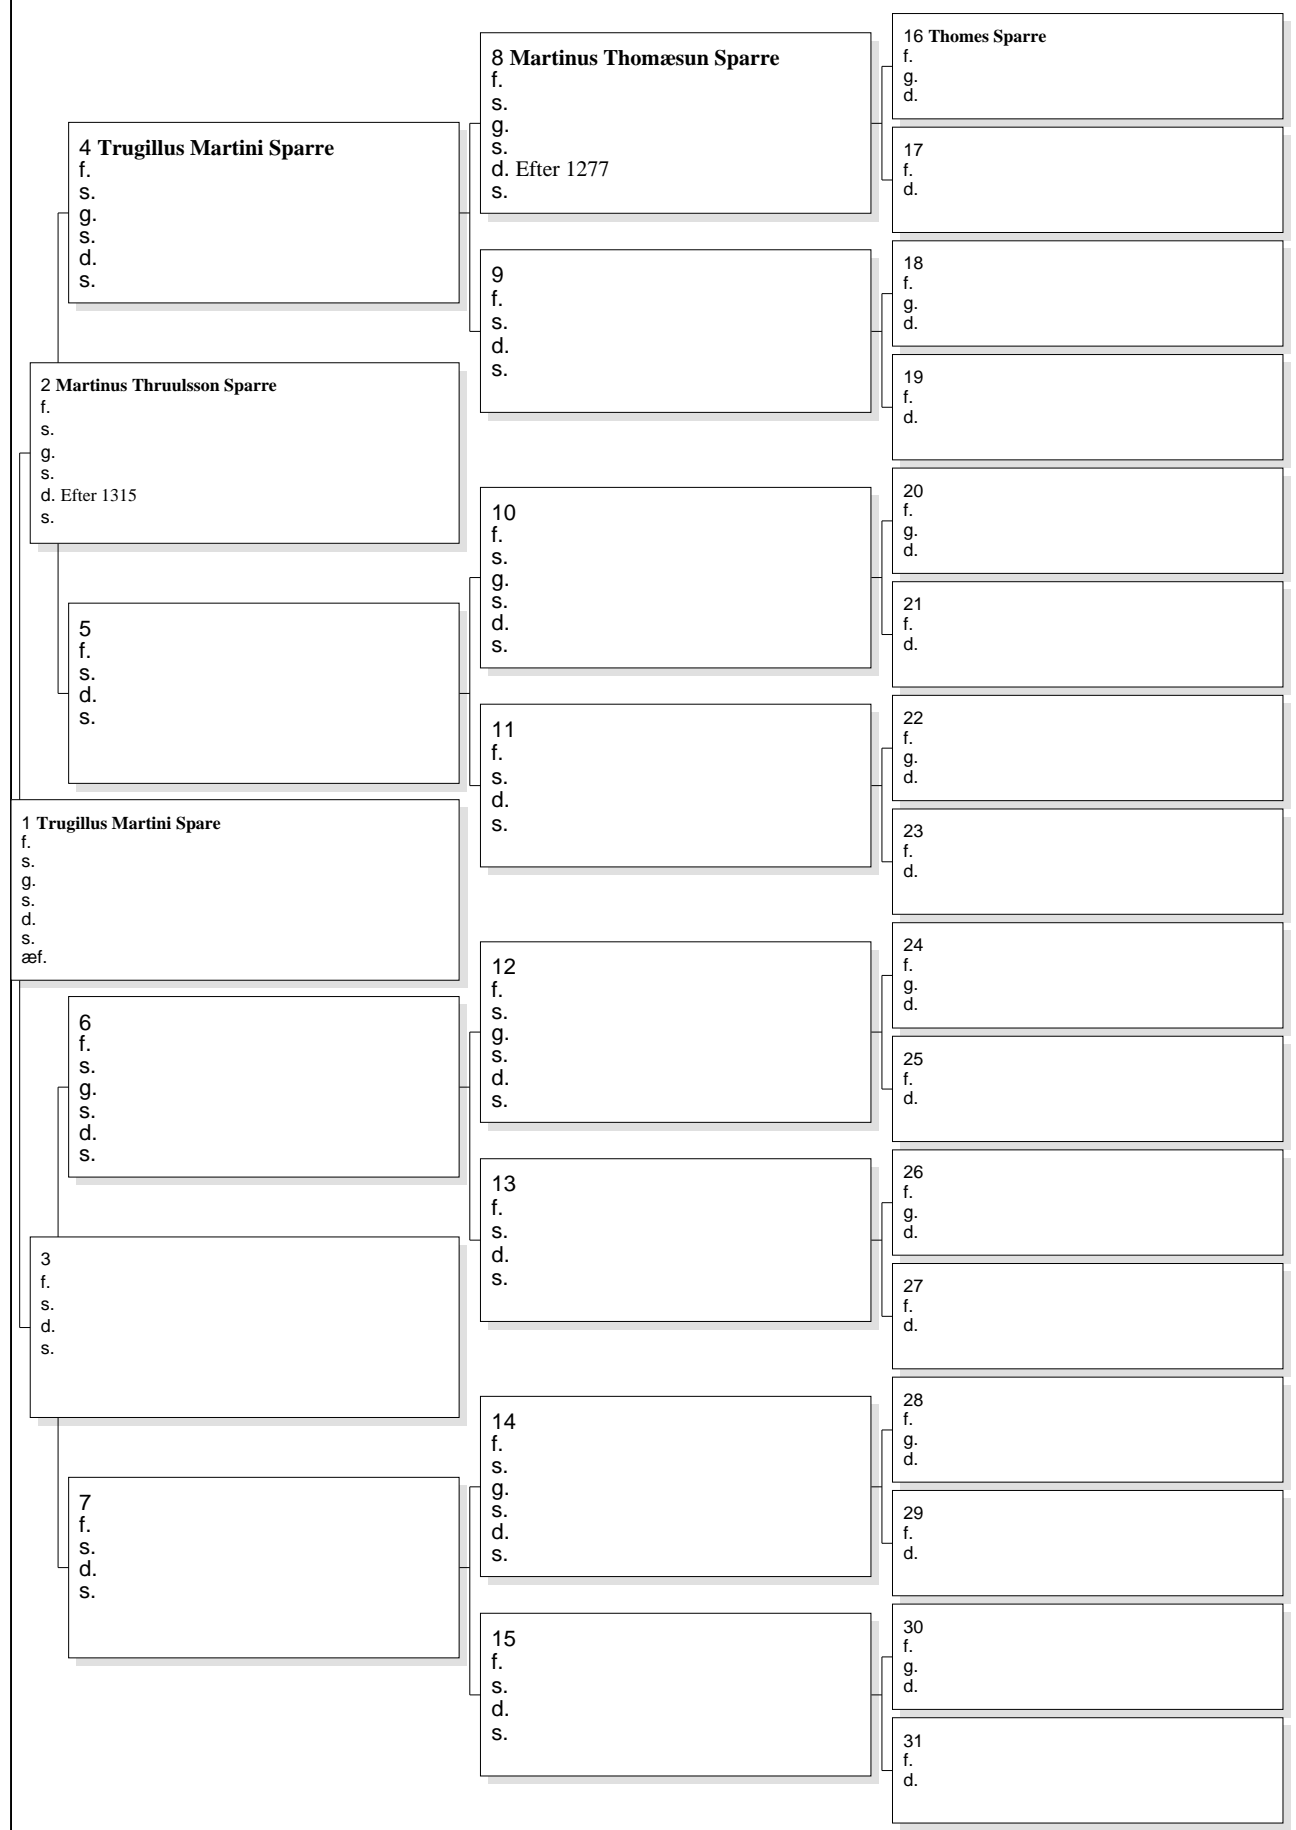 16 Thomes Sparre
f.
g.
d.
8 Martinus Thomæsun Sparre
f.
s.
g.
s.
d. Efter 1277
s.
17
f.
d.
4 Trugillus Martini Sparre
f.
s.
g.
s.
d.
s.
18
f.
g.
d.
9
f.
s.
d.
s.
19
f.
d.
2 Martinus Thruulsson Sparre
f.
s.
g.
s.
d. Efter 1315
s.
20
f.
g.
d.
10
f.
s.
g.
s.
d.
s.
21
f.
d.
5
f.
s.
d.
s.
22
f.
g.
d.
11
f.
s.
d.
s.
23
f.
d.
1 Trugillus Martini Spare
f.
s.
g.
s.
d.
s.
æf.
24
f.
g.
d.
12
f.
s.
g.
s.
d.
s.
25
f.
d.
6
f.
s.
g.
s.
d.
s.
26
f.
g.
d.
13
f.
s.
d.
s.
27
f.
d.
3
f.
s.
d.
s.
28
f.
g.
d.
14
f.
s.
g.
s.
d.
s.
29
f.
d.
7
f.
s.
d.
s.
30
f.
g.
d.
15
f.
s.
d.
s.
31
f.
d.